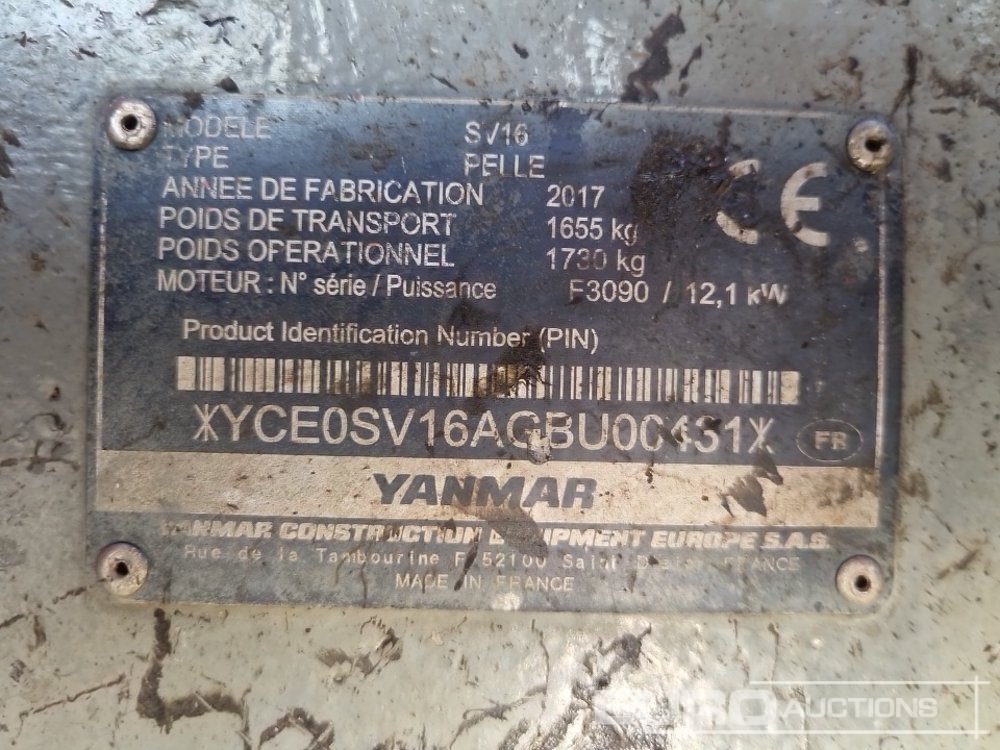 MODELE SV16
TYPE PELLE
ANNEE DE FABRICATION 2017
POIDS DE TRANSPORT 1655 kg
POIDS OPERATIONNEL 1730 kg
MOTEUR : N° série / Puissance F3090 / 12,1 kW
CE
Product Identification Number (PIN)
FR
YANMAR
YANMAR CONSTRUCTION EQUIPMENT EUROPE S.A.S.
Rue de la Tambourine F 52100 Saint Dizier FRANCE
MADE IN FRANCE
EURO AUCTIONS